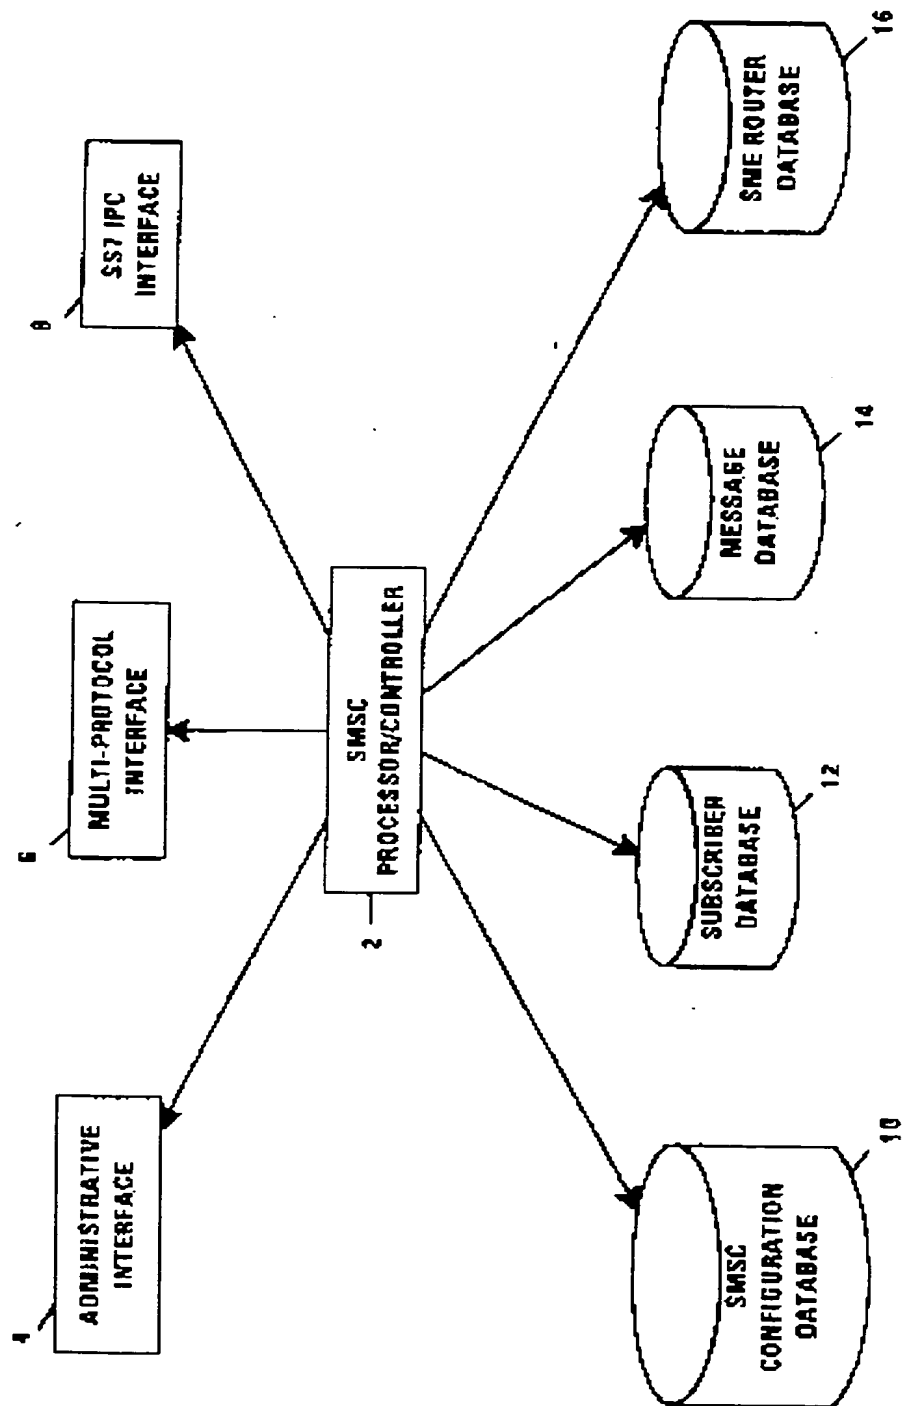 4
ADMINISTRATIVE
INTERFACE
6
MULTI-PROTOCOL
INTERFACE
8
SS7 IPC
INTERFACE
2
SMSC
PROCESSOR/CONTROLLER
SMSC
CONFIGURATION
DATABASE
10
SUBSCRIBER
DATABASE
12
MESSAGE
DATABASE
14
SME ROUTER
DATABASE
16